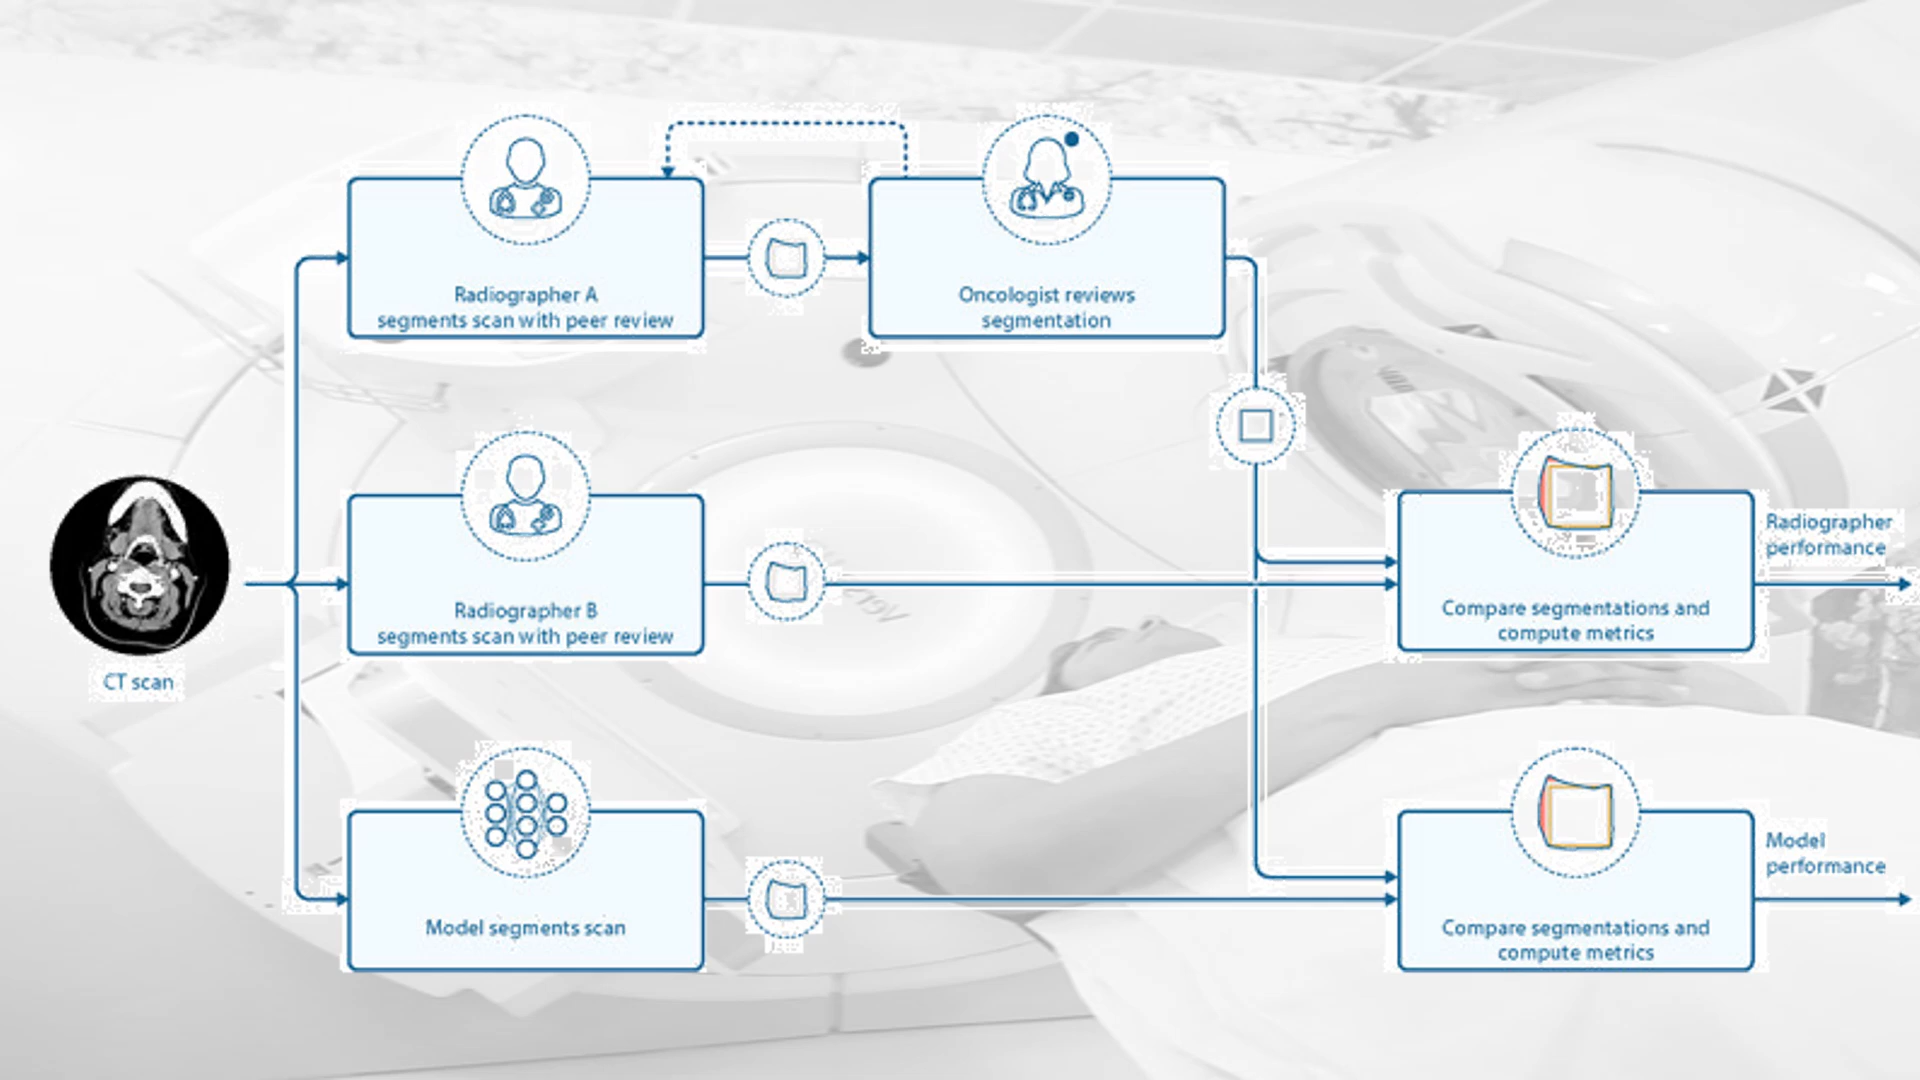 Radiographer A
segments scan with peer review
Oncologist reviews
segmentation
Radiographer B
segments scan with peer review
Radiographer
performance
Compare segmentations and
compute metrics
CT scan
Model segments scan
Model
performance
Compare segmentations and
compute metrics